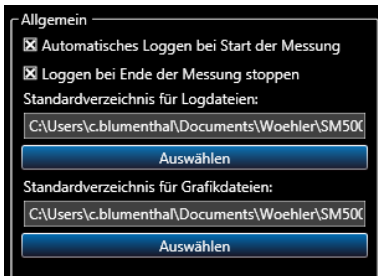 Allgemein
Automatisches Loggen bei Start der Messung
Loggen bei Ende der Messung stoppen
Standardverzeichnis für Logdateien:
C:\Users\c.blumenthal\Documents\Woehler\SM500
Auswählen
Standardverzeichnis für Grafikdateien:
C:\Users\c.blumenthal\Documents\Woehler\SM500
Auswählen